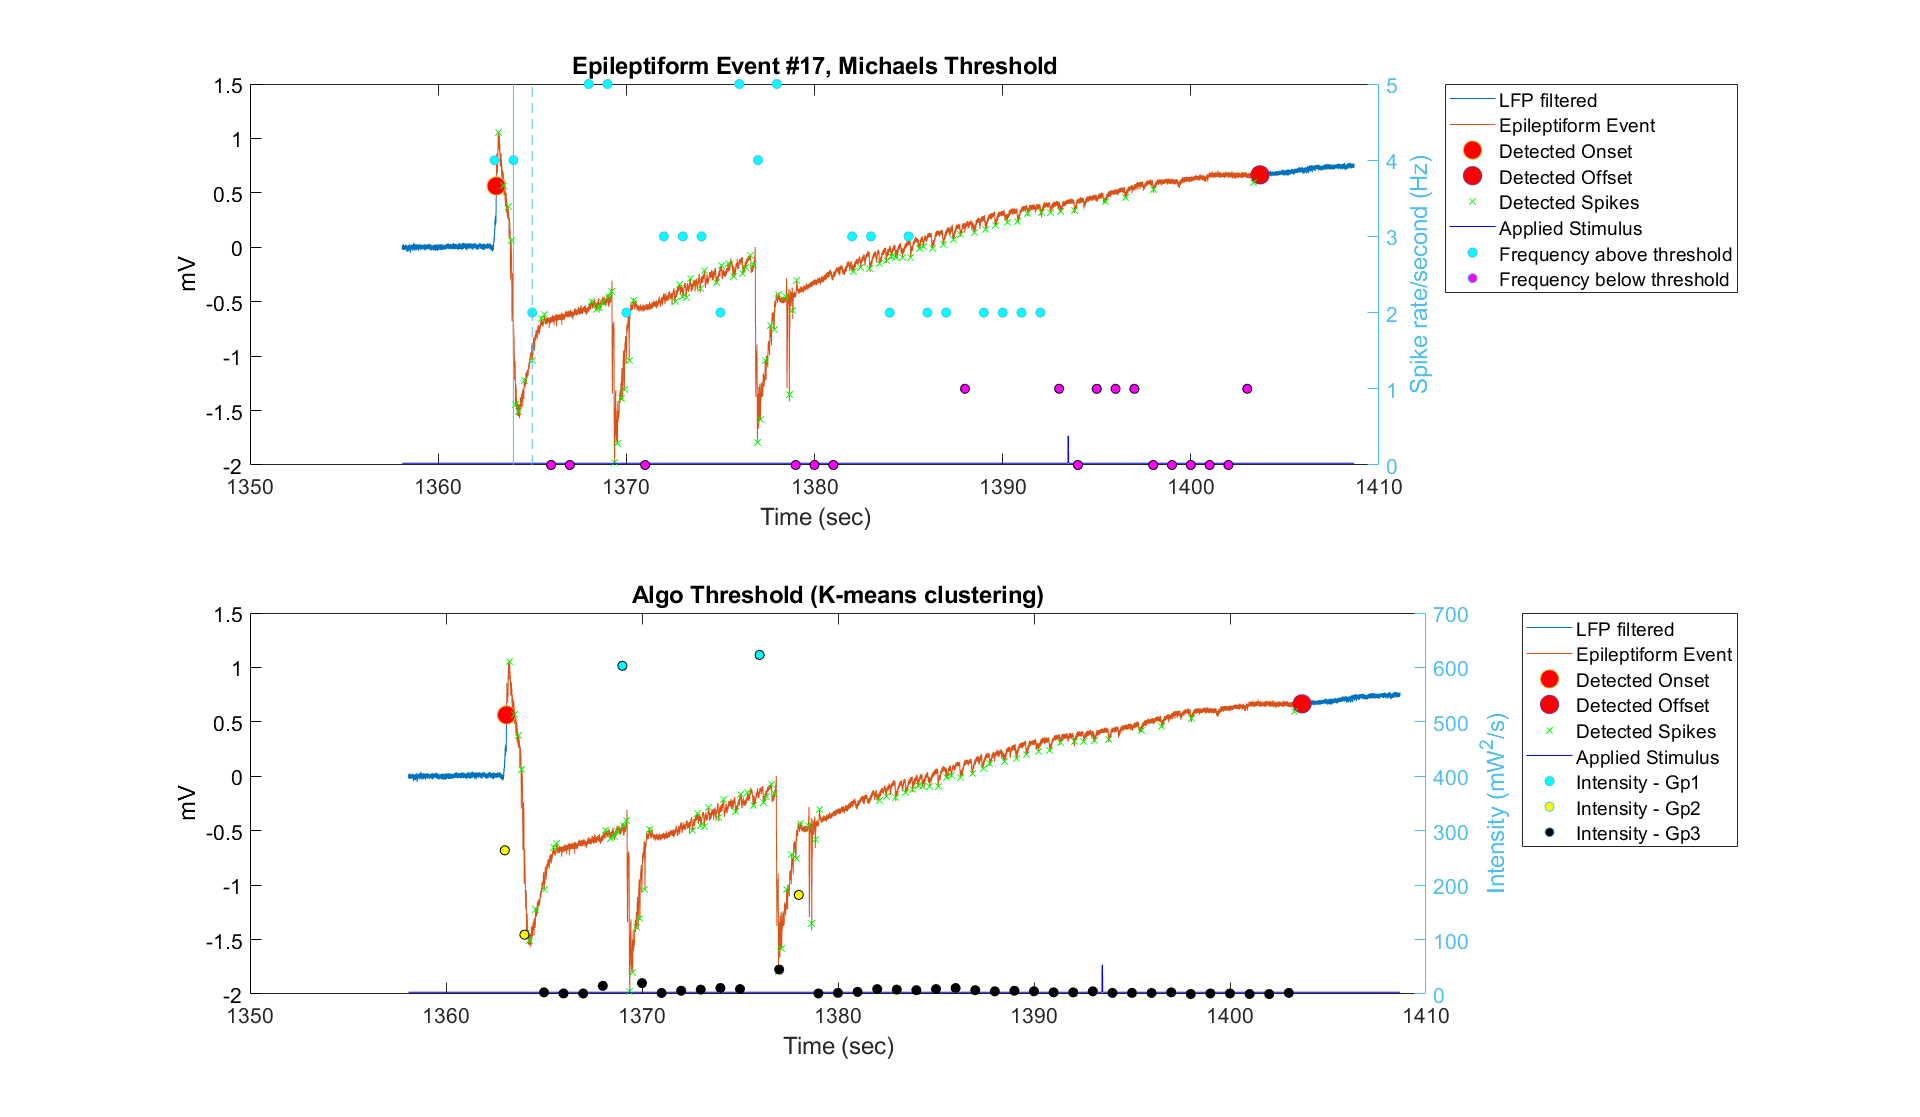 Epileptiform Event #17, Michaels Threshold
1.5
1
0.5
0
-0.5
-1
-1.5
-2
mV
5
4
3
2
1
0
Spike rate/second (Hz)
1350
1360
1370
1380
1390
1400
1410
Time (sec)
LFP filtered
Epileptiform Event
Detected Onset
Detected Offset
Detected Spikes
Applied Stimulus
Frequency above threshold
Frequency below threshold
Algo Threshold (K-means clustering)
1.5
1
0.5
0
-0.5
-1
-1.5
-2
mV
700
600
500
400
300
200
100
0
Intensity (mW²/s)
1350
1360
1370
1380
1390
1400
1410
Time (sec)
LFP filtered
Epileptiform Event
Detected Onset
Detected Offset
Detected Spikes
Applied Stimulus
Intensity - Gp1
Intensity - Gp2
Intensity - Gp3